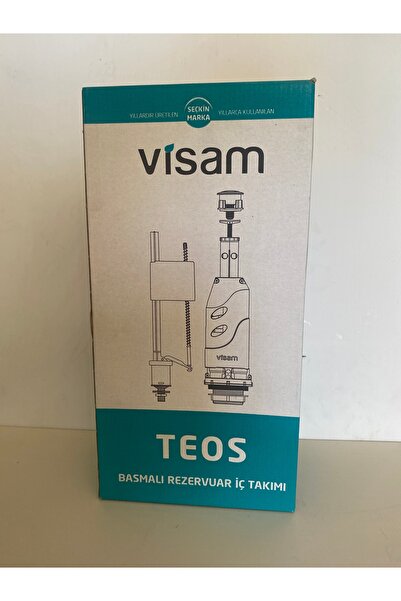 YILLARDIR ÜRETİLEN
SEÇKİN
MARKA
YILLARCA KULLANILAN
visam
visam
TEOS
BASMALI REZERVUAR İÇ TAKIMI